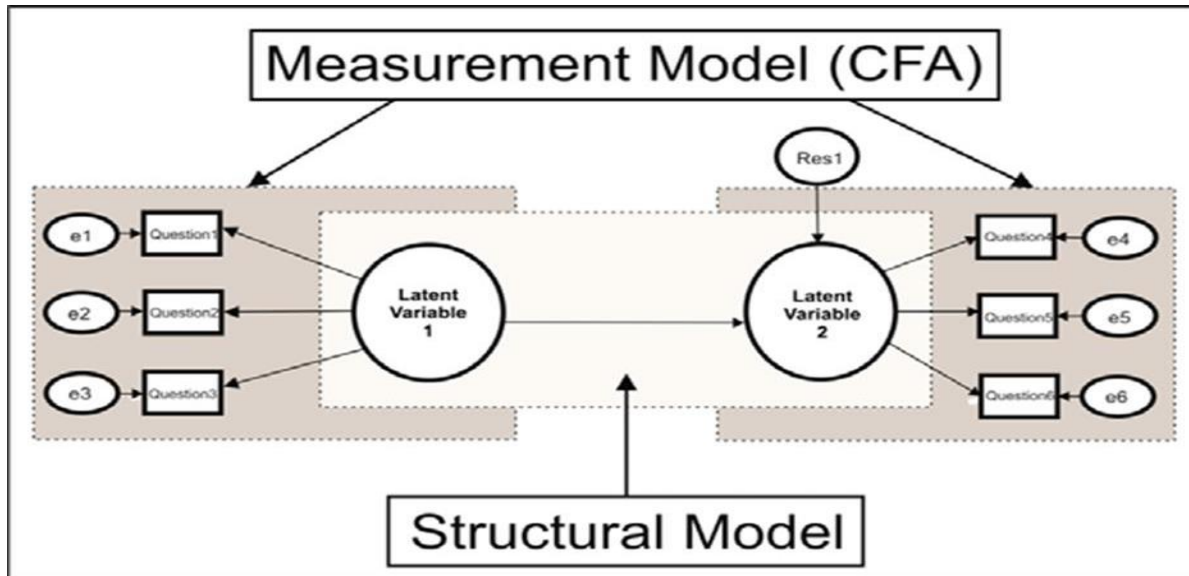 Measurement Model (CFA)
Res1
e1
Question1
e2
Question2
e3
Question3
Latent
Variable
1
Latent
Variable
2
Question4
e4
Question5
e5
Question6
e6
Structural Model